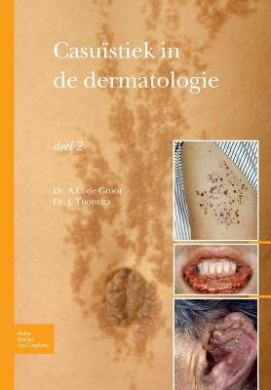 Casuïstiek in
de dermatologie
deel 2
Dr. A.C. de Groot
Dr. J. Toonstra
Bohn
Stafleu
van Loghum